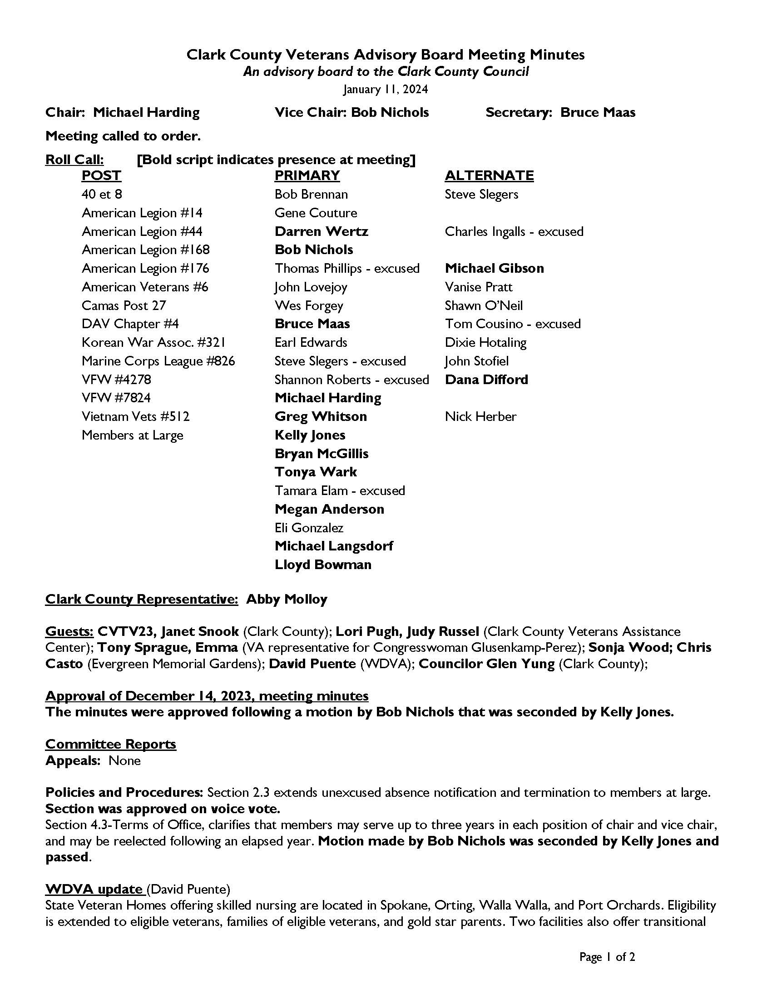 Clark County Veterans Advisory Board Meeting Minutes
An advisory board to the Clark County Council
January 11, 2024
Chair: Michael Harding Vice Chair: Bob Nichols Secretary: Bruce Maas
Meeting called to order.
Roll Call: [Bold script indicates presence at meeting]
POST PRIMARY ALTERNATE
40 et 8 Bob Brennan Steve Slegers
American Legion #14 Gene Couture
American Legion #44 Darren Wertz Charles Ingalls - excused
American Legion #168 Bob Nichols
American Legion #176 Thomas Phillips - excused Michael Gibson
American Veterans #6 John Lovejoy Vanise Pratt
Camas Post 27 Wes Forgey Shawn O’Neil
DAV Chapter #4 Bruce Maas Tom Cousino - excused
Korean War Assoc. #321 Earl Edwards Dixie Hotaling
Marine Corps League #826 Steve Slegers - excused John Stofiel
VFW #4278 Shannon Roberts - excused Dana Difford
VFW #7824 Michael Harding
Vietnam Vets #512 Greg Whitson Nick Herber
Members at Large Kelly Jones
Bryan McGillis
Tonya Wark
Tamara Elam - excused
Megan Anderson
Eli Gonzalez
Michael Langsdorf
Lloyd Bowman
Clark County Representative: Abby Molloy
Guests: CVTV23, Janet Snook (Clark County); Lori Pugh, Judy Russel (Clark County Veterans Assistance
Center); Tony Sprague, Emma (VA representative for Congresswoman Glusenkamp-Perez); Sonja Wood; Chris
Casto (Evergreen Memorial Gardens); David Puente (WDVA); Councilor Glen Yung (Clark County);
Approval of December 14, 2023, meeting minutes
The minutes were approved following a motion by Bob Nichols that was seconded by Kelly Jones.
Committee Reports
Appeals: None
Policies and Procedures: Section 2.3 extends unexcused absence notification and termination to members at large.
Section was approved on voice vote.
Section 4.3-Terms of Office, clarifies that members may serve up to three years in each position of chair and vice chair,
and may be reelected following an elapsed year. Motion made by Bob Nichols was seconded by Kelly Jones and
passed.
WDVA update (David Puente)
State Veteran Homes offering skilled nursing are located in Spokane, Orting, Walla Walla, and Port Orchards. Eligibility
is extended to eligible veterans, families of eligible veterans, and gold star parents. Two facilities also offer transitional
Page 1 of 2